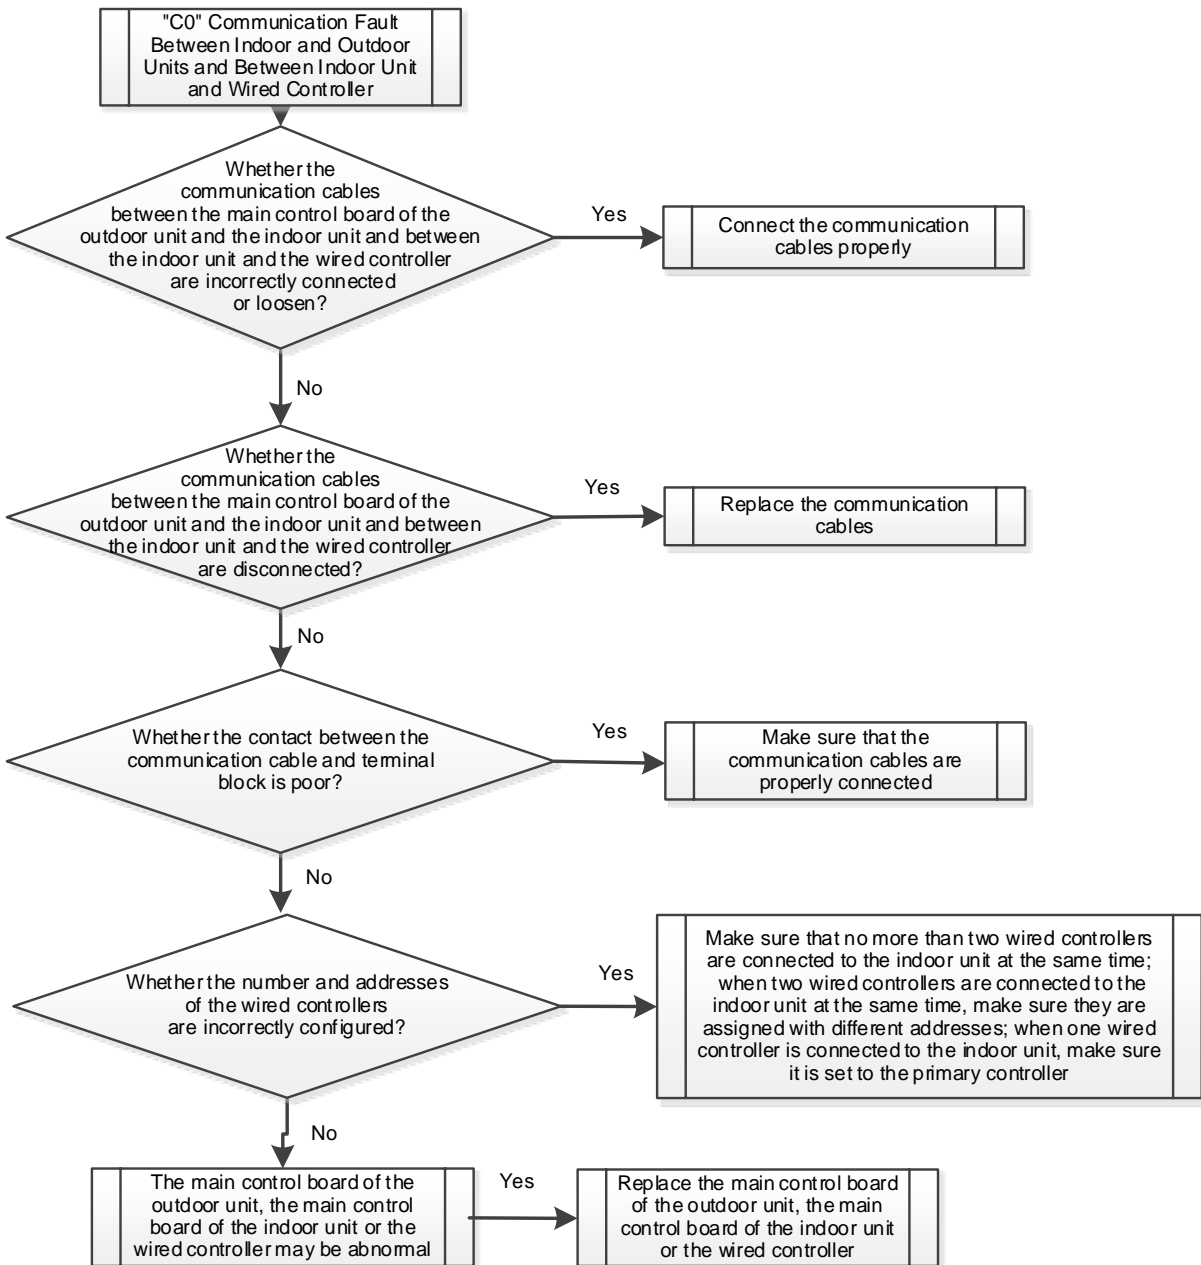 "C0" Communication Fault
Between Indoor and Outdoor
Units and Between Indoor Unit
and Wired Controller
Whether the
communication cables
between the main control board of the
outdoor unit and the indoor unit and between
the indoor unit and the wired controller
are incorrectly connected
or loosen?
Yes
Connect the communication
cables properly
No
Whether the
communication cables
between the main control board of the
outdoor unit and the indoor unit and between
the indoor unit and the wired controller
are disconnected?
Yes
Replace the communication
cables
No
Whether the contact between the
communication cable and terminal
block is poor?
Yes
Make sure that the
communication cables are
properly connected
No
Whether the number and addresses
of the wired controllers
are incorrectly configured?
Yes
Make sure that no more than two wired controllers
are connected to the indoor unit at the same time;
when two wired controllers are connected to the
indoor unit at the same time, make sure they are
assigned with different addresses; when one wired
controller is connected to the indoor unit, make sure
it is set to the primary controller
No
The main control board of the
outdoor unit, the main control
board of the indoor unit or the
wired controller may be abnormal
Yes
Replace the main control board
of the outdoor unit, the main
control board of the indoor unit
or the wired controller